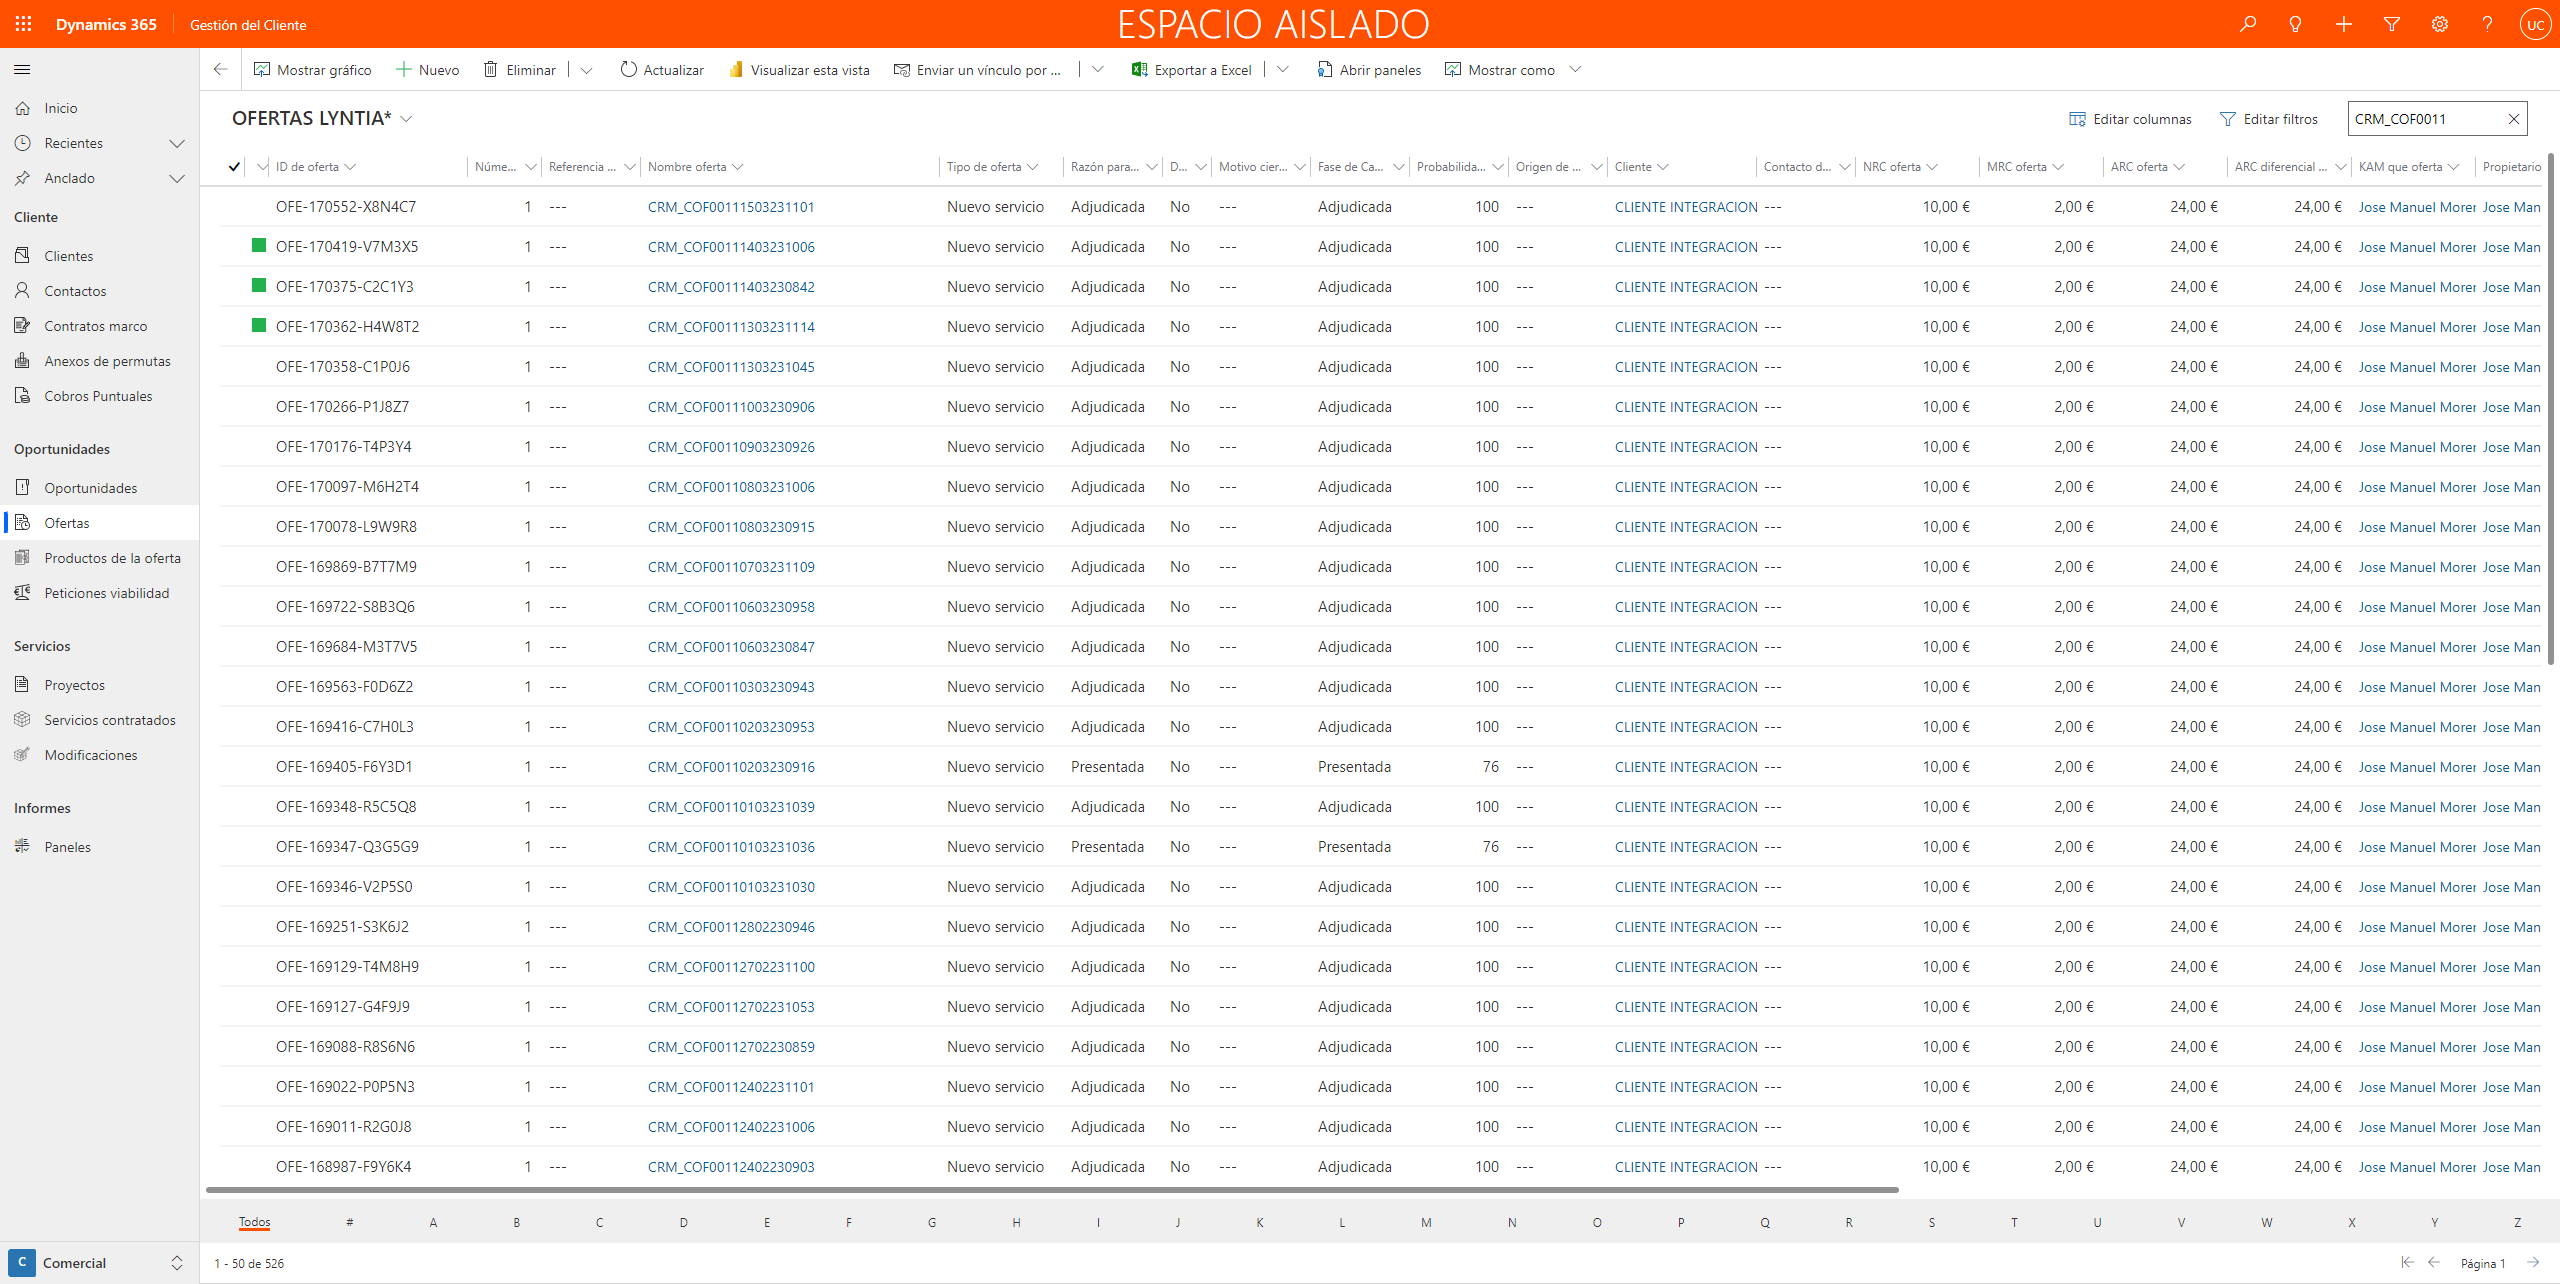 Dynamics 365 Gestión del Cliente ESPACIO AISLADO UC
Mostrar gráfico Nuevo Eliminar Actualizar Visualizar esta vista Enviar un vínculo por ... Exportar a Excel Abrir paneles Mostrar como
Inicio
Recientes
Anclado
Cliente
Clientes
Contactos
Contratos marco
Anexos de permutas
Cobros Puntuales
Oportunidades
Oportunidades
Ofertas
Productos de la oferta
Peticiones viabilidad
Servicios
Proyectos
Servicios contratados
Modificaciones
Informes
Paneles
C Comercial
OFERTAS LYNTIA* Editar columnas Editar filtros CRM_COF0011
ID de oferta Núme... Referencia ... Nombre oferta Tipo de oferta Razón para... D... Motivo cier... Fase de Ca... Probabilida... Origen de ... Cliente Contacto d... NRC oferta MRC oferta ARC oferta ARC diferencial ... KAM que oferta Propietario
OFE-170552-X8N4C7 1 --- CRM_COF00111503231101 Nuevo servicio Adjudicada No --- Adjudicada 100 --- CLIENTE INTEGRACION --- 10,00 € 2,00 € 24,00 € 24,00 € Jose Manuel Morer Jose Man
OFE-170419-V7M3X5 1 --- CRM_COF00111403231006 Nuevo servicio Adjudicada No --- Adjudicada 100 --- CLIENTE INTEGRACION --- 10,00 € 2,00 € 24,00 € 24,00 € Jose Manuel Morer Jose Man
OFE-170375-C2C1Y3 1 --- CRM_COF00111403230842 Nuevo servicio Adjudicada No --- Adjudicada 100 --- CLIENTE INTEGRACION --- 10,00 € 2,00 € 24,00 € 24,00 € Jose Manuel Morer Jose Man
OFE-170362-H4W8T2 1 --- CRM_COF00111303231114 Nuevo servicio Adjudicada No --- Adjudicada 100 --- CLIENTE INTEGRACION --- 10,00 € 2,00 € 24,00 € 24,00 € Jose Manuel Morer Jose Man
OFE-170358-C1P0J6 1 --- CRM_COF00111303231045 Nuevo servicio Adjudicada No --- Adjudicada 100 --- CLIENTE INTEGRACION --- 10,00 € 2,00 € 24,00 € 24,00 € Jose Manuel Morer Jose Man
OFE-170266-P1J8Z7 1 --- CRM_COF00111003230906 Nuevo servicio Adjudicada No --- Adjudicada 100 --- CLIENTE INTEGRACION --- 10,00 € 2,00 € 24,00 € 24,00 € Jose Manuel Morer Jose Man
OFE-170176-T4P3Y4 1 --- CRM_COF00110903230926 Nuevo servicio Adjudicada No --- Adjudicada 100 --- CLIENTE INTEGRACION --- 10,00 € 2,00 € 24,00 € 24,00 € Jose Manuel Morer Jose Man
OFE-170097-M6H2T4 1 --- CRM_COF00110803231006 Nuevo servicio Adjudicada No --- Adjudicada 100 --- CLIENTE INTEGRACION --- 10,00 € 2,00 € 24,00 € 24,00 € Jose Manuel Morer Jose Man
OFE-170078-L9W9R8 1 --- CRM_COF00110803230915 Nuevo servicio Adjudicada No --- Adjudicada 100 --- CLIENTE INTEGRACION --- 10,00 € 2,00 € 24,00 € 24,00 € Jose Manuel Morer Jose Man
OFE-169869-B7T7M9 1 --- CRM_COF00110703231109 Nuevo servicio Adjudicada No --- Adjudicada 100 --- CLIENTE INTEGRACION --- 10,00 € 2,00 € 24,00 € 24,00 € Jose Manuel Morer Jose Man
OFE-169722-S8B3Q6 1 --- CRM_COF00110603230958 Nuevo servicio Adjudicada No --- Adjudicada 100 --- CLIENTE INTEGRACION --- 10,00 € 2,00 € 24,00 € 24,00 € Jose Manuel Morer Jose Man
OFE-169684-M3T7V5 1 --- CRM_COF00110603230847 Nuevo servicio Adjudicada No --- Adjudicada 100 --- CLIENTE INTEGRACION --- 10,00 € 2,00 € 24,00 € 24,00 € Jose Manuel Morer Jose Man
OFE-169563-F0D6Z2 1 --- CRM_COF00110303230943 Nuevo servicio Adjudicada No --- Adjudicada 100 --- CLIENTE INTEGRACION --- 10,00 € 2,00 € 24,00 € 24,00 € Jose Manuel Morer Jose Man
OFE-169416-C7H0L3 1 --- CRM_COF00110203230953 Nuevo servicio Adjudicada No --- Adjudicada 100 --- CLIENTE INTEGRACION --- 10,00 € 2,00 € 24,00 € 24,00 € Jose Manuel Morer Jose Man
OFE-169405-F6Y3D1 1 --- CRM_COF00110203230916 Nuevo servicio Presentada No --- Presentada 76 --- CLIENTE INTEGRACION --- 10,00 € 2,00 € 24,00 € 24,00 € Jose Manuel Morer Jose Man
OFE-169348-R5C5Q8 1 --- CRM_COF00110103231039 Nuevo servicio Adjudicada No --- Adjudicada 100 --- CLIENTE INTEGRACION --- 10,00 € 2,00 € 24,00 € 24,00 € Jose Manuel Morer Jose Man
OFE-169347-Q3G5G9 1 --- CRM_COF00110103231036 Nuevo servicio Presentada No --- Presentada 76 --- CLIENTE INTEGRACION --- 10,00 € 2,00 € 24,00 € 24,00 € Jose Manuel Morer Jose Man
OFE-169346-V2P5S0 1 --- CRM_COF00110103231030 Nuevo servicio Adjudicada No --- Adjudicada 100 --- CLIENTE INTEGRACION --- 10,00 € 2,00 € 24,00 € 24,00 € Jose Manuel Morer Jose Man
OFE-169251-S3K6J2 1 --- CRM_COF00112802230946 Nuevo servicio Adjudicada No --- Adjudicada 100 --- CLIENTE INTEGRACION --- 10,00 € 2,00 € 24,00 € 24,00 € Jose Manuel Morer Jose Man
OFE-169129-T4M8H9 1 --- CRM_COF00112702231100 Nuevo servicio Adjudicada No --- Adjudicada 100 --- CLIENTE INTEGRACION --- 10,00 € 2,00 € 24,00 € 24,00 € Jose Manuel Morer Jose Man
OFE-169127-G4F9J9 1 --- CRM_COF00112702231053 Nuevo servicio Adjudicada No --- Adjudicada 100 --- CLIENTE INTEGRACION --- 10,00 € 2,00 € 24,00 € 24,00 € Jose Manuel Morer Jose Man
OFE-169088-R8S6N6 1 --- CRM_COF00112702230859 Nuevo servicio Adjudicada No --- Adjudicada 100 --- CLIENTE INTEGRACION --- 10,00 € 2,00 € 24,00 € 24,00 € Jose Manuel Morer Jose Man
OFE-169022-P0P5N3 1 --- CRM_COF00112402231101 Nuevo servicio Adjudicada No --- Adjudicada 100 --- CLIENTE INTEGRACION --- 10,00 € 2,00 € 24,00 € 24,00 € Jose Manuel Morer Jose Man
OFE-169011-R2G0J8 1 --- CRM_COF00112402231006 Nuevo servicio Adjudicada No --- Adjudicada 100 --- CLIENTE INTEGRACION --- 10,00 € 2,00 € 24,00 € 24,00 € Jose Manuel Morer Jose Man
OFE-168987-F9Y6K4 1 --- CRM_COF00112402230903 Nuevo servicio Adjudicada No --- Adjudicada 100 --- CLIENTE INTEGRACION --- 10,00 € 2,00 € 24,00 € 24,00 € Jose Manuel Morer Jose Man
Todos # A B C D E F G H I J K L M N O P Q R S T U V W X Y Z
1 - 50 de 526 Página 1